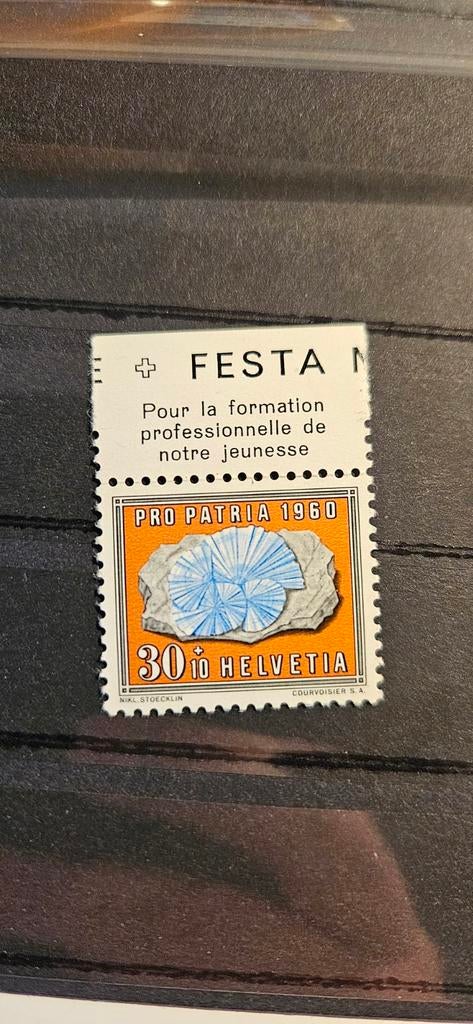 FESTA
Pour la formation
professionnelle de
notre jeunesse
PRO PATRIA 1960
30+10 HELVETIA
NIKL. STOECKLIN
COURVOISIER S.A.